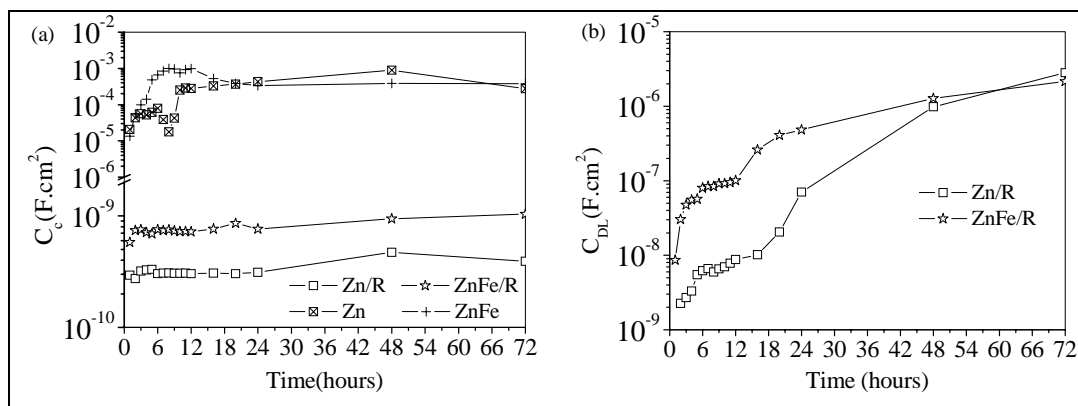 (a)
10^-2
10^-3
10^-4
10^-5
10^-6
10^-9
10^-10
C_c(F.cm^2)
Zn/R
ZnFe/R
Zn
ZnFe
0 6 12 18 24 30 36 42 48 54 60 66 72
Time(hours)
(b)
10^-5
10^-6
10^-7
10^-8
10^-9
C_DL(F.cm^2)
Zn/R
ZnFe/R
0 6 12 18 24 30 36 42 48 54 60 66 72
Time (hours)